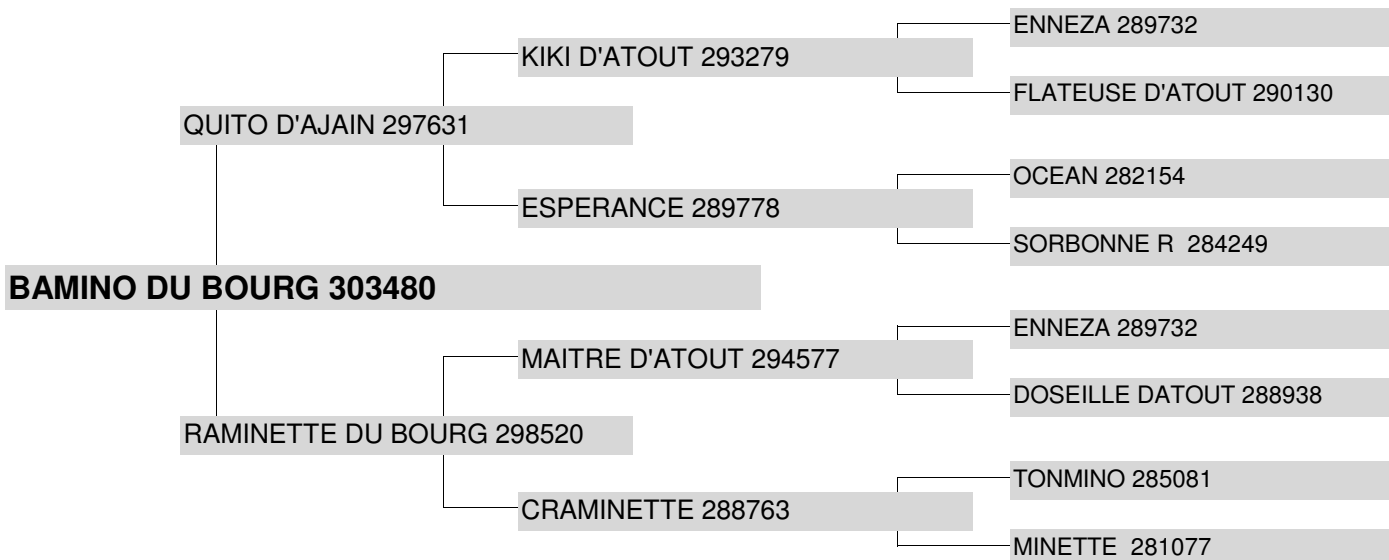 ENNEZA 289732
KIKI D'ATOUT 293279
FLATEUSE D'ATOUT 290130
QUITO D'AJAIN 297631
OCEAN 282154
ESPERANCE 289778
SORBONNE R  284249
BAMINO DU BOURG 303480
ENNEZA 289732
MAITRE D'ATOUT 294577
DOSEILLE DATOUT 288938
RAMINETTE DU BOURG 298520
TONMINO 285081
CRAMINETTE 288763
MINETTE  281077